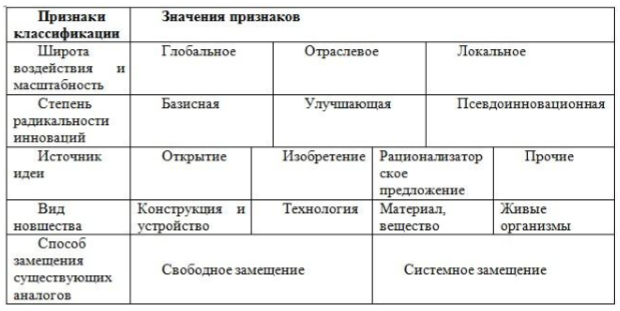 Признаки классификации
Значения признаков
Широта воздействия и масштабность
Глобальное
Отраслевое
Локальное
Степень радикальности инноваций
Базисная
Улучшающая
Псевдоинновационная
Источник идеи
Открытие
Изобретение
Рационализатор
ское
предложение
Прочие
Вид новшества
Конструкция и устройство
Технология
Материал, вещество
Живые организмы
Способ замещения существующих аналогов
Свободное замещение
Системное замещение